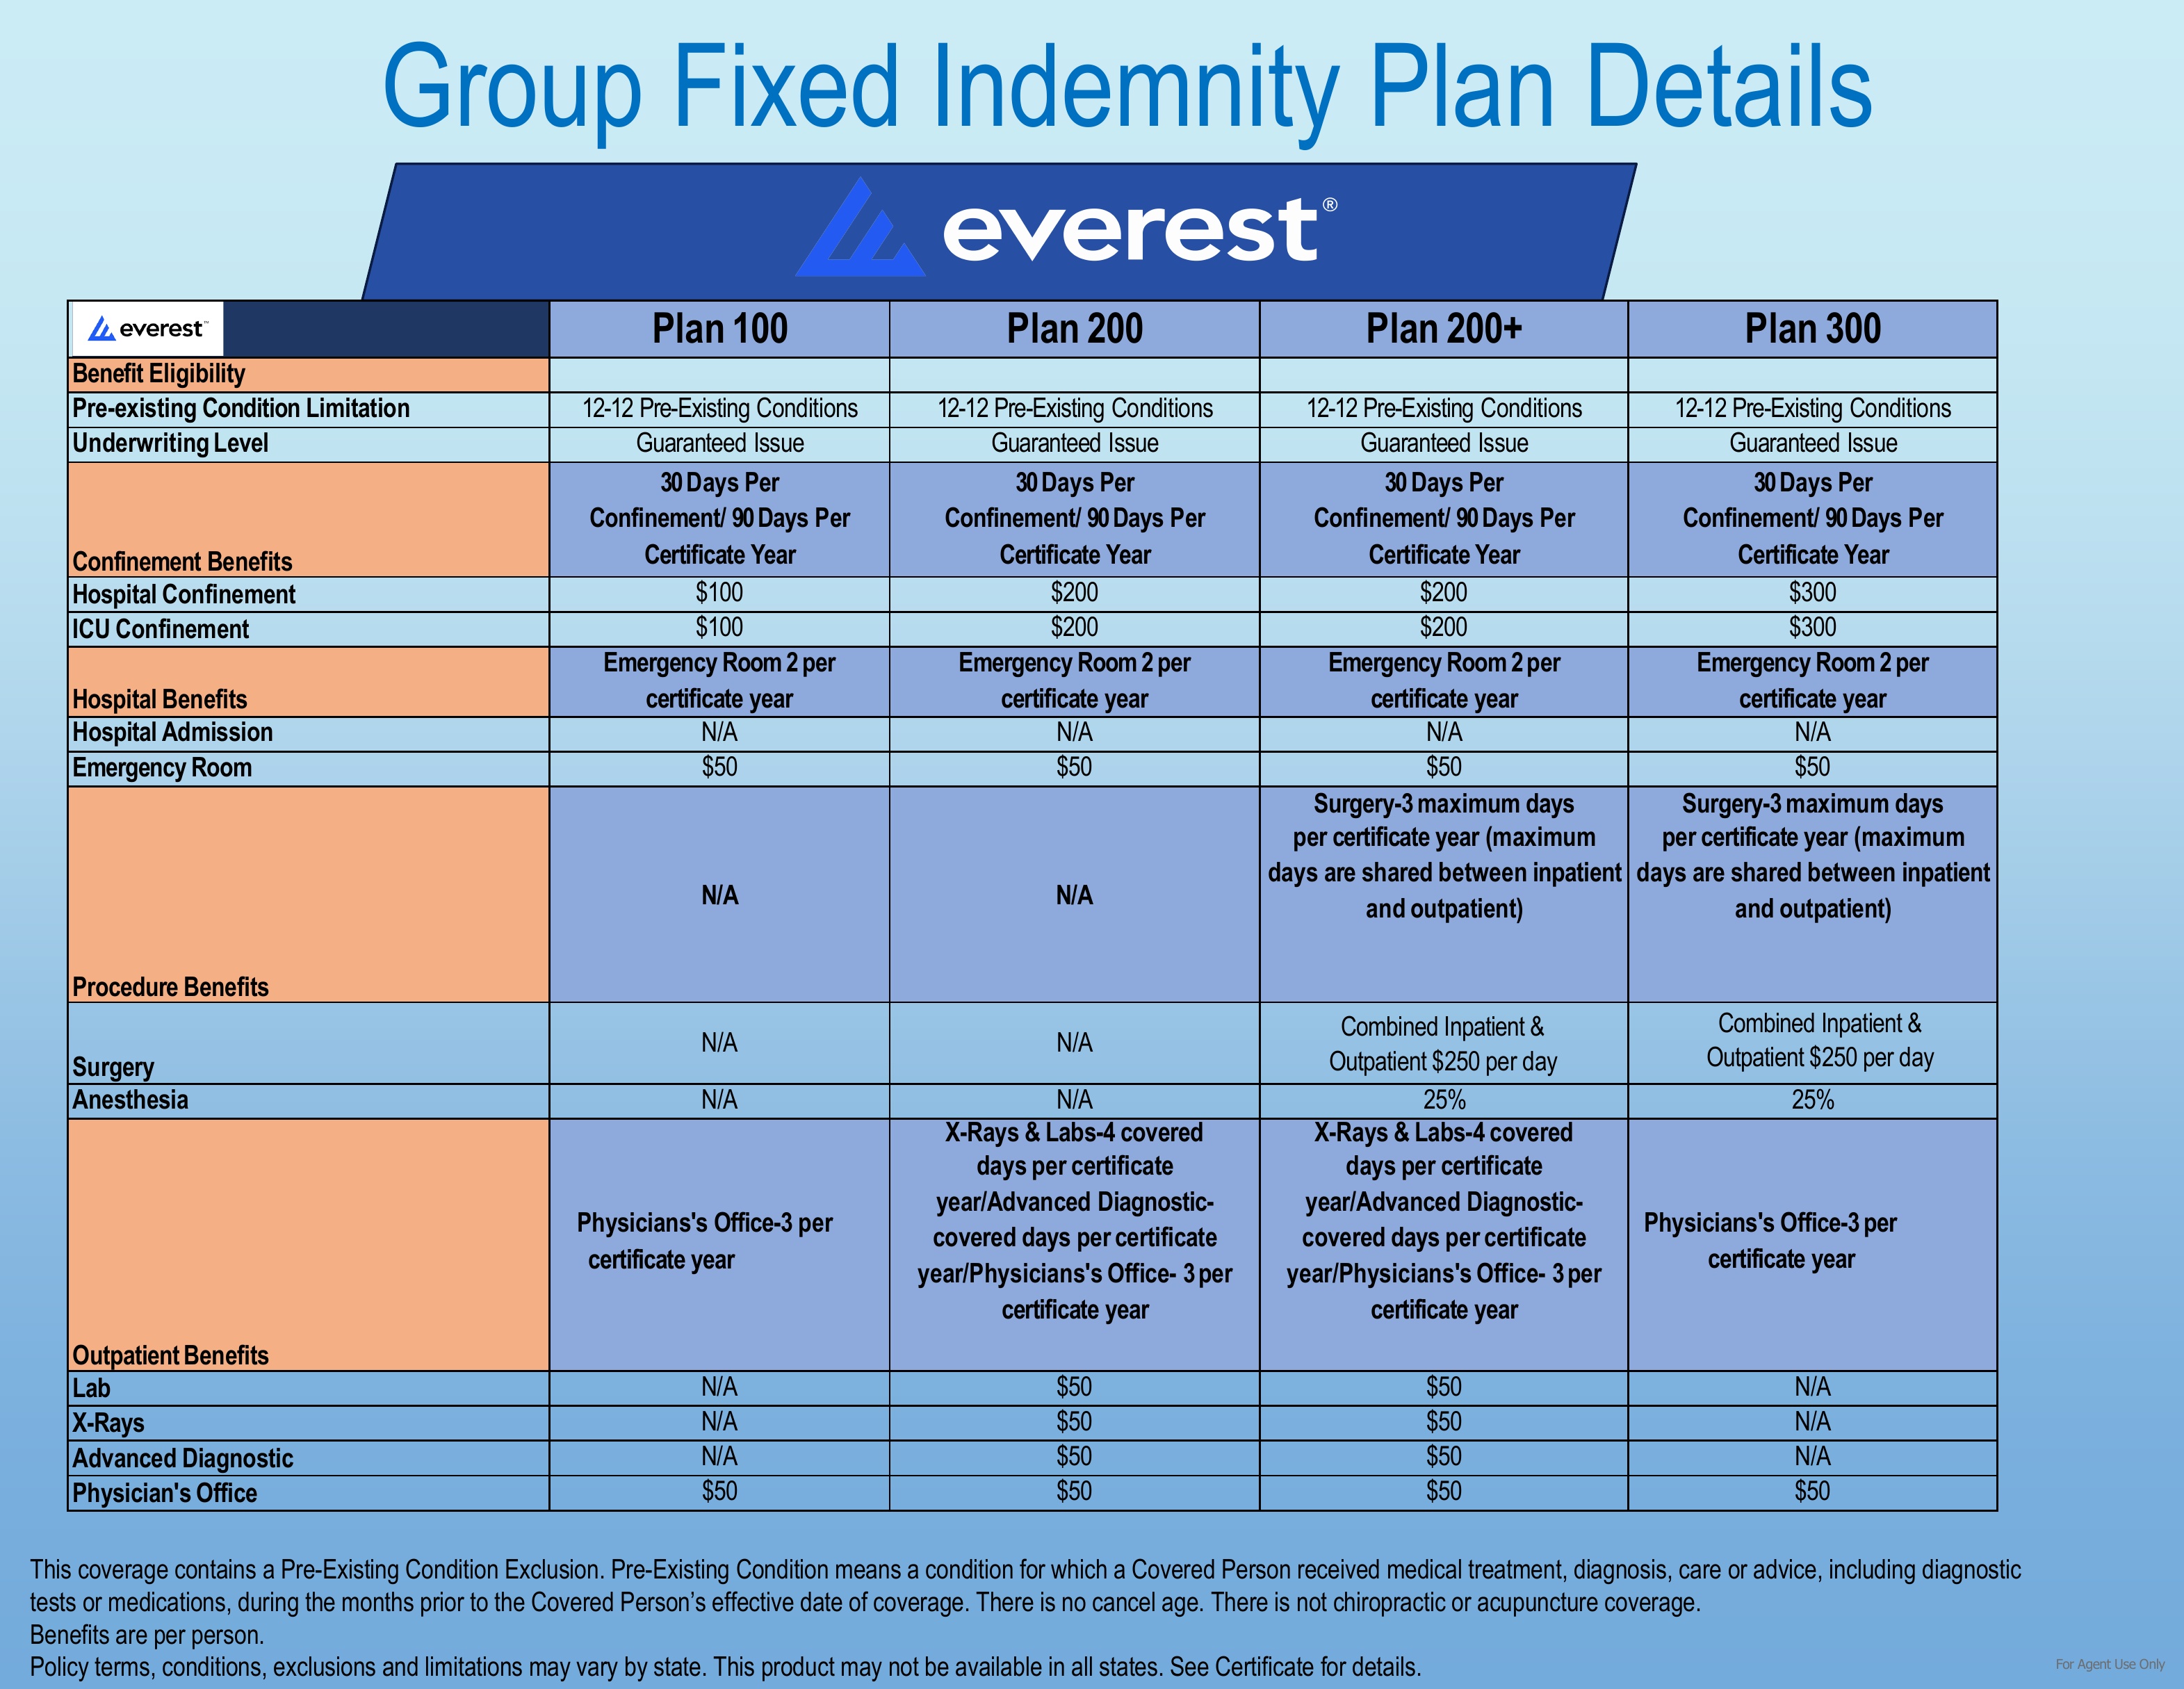 Group Fixed Indemnity Plan Details
everest®
everest™ Plan 100 Plan 200 Plan 200+ Plan 300
Benefit Eligibility
Pre-existing Condition Limitation 12-12 Pre-Existing Conditions 12-12 Pre-Existing Conditions 12-12 Pre-Existing Conditions 12-12 Pre-Existing Conditions
Underwriting Level Guaranteed Issue Guaranteed Issue Guaranteed Issue Guaranteed Issue
30 Days Per 30 Days Per 30 Days Per 30 Days Per
Confinement/ 90 Days Per Confinement/ 90 Days Per Confinement/ 90 Days Per Confinement/ 90 Days Per
Confinement Benefits Certificate Year Certificate Year Certificate Year Certificate Year
Hospital Confinement $100 $200 $200 $300
ICU Confinement $100 $200 $200 $300
Emergency Room 2 per Emergency Room 2 per Emergency Room 2 per Emergency Room 2 per
Hospital Benefits certificate year certificate year certificate year certificate year
Hospital Admission N/A N/A N/A N/A
Emergency Room $50 $50 $50 $50
Surgery-3 maximum days Surgery-3 maximum days
per certificate year (maximum per certificate year (maximum
N/A N/A days are shared between inpatient days are shared between inpatient
and outpatient) and outpatient)
Procedure Benefits
Combined Inpatient & Combined Inpatient &
Surgery N/A N/A Outpatient $250 per day Outpatient $250 per day
Anesthesia N/A N/A 25% 25%
X-Rays & Labs-4 covered X-Rays & Labs-4 covered
days per certificate days per certificate
Physicians's Office-3 per year/Advanced Diagnostic- year/Advanced Diagnostic- Physicians's Office-3 per
certificate year covered days per certificate covered days per certificate certificate year
year/Physicians's Office- 3 per year/Physicians's Office- 3 per
certificate year certificate year
Outpatient Benefits
Lab N/A $50 $50 N/A
X-Rays N/A $50 $50 N/A
Advanced Diagnostic N/A $50 $50 N/A
Physician's Office $50 $50 $50 $50
This coverage contains a Pre-Existing Condition Exclusion. Pre-Existing Condition means a condition for which a Covered Person received medical treatment, diagnosis, care or advice, including diagnostic
tests or medications, during the months prior to the Covered Person’s effective date of coverage. There is no cancel age. There is not chiropractic or acupuncture coverage.
Benefits are per person.
Policy terms, conditions, exclusions and limitations may vary by state. This product may not be available in all states. See Certificate for details.
For Agent Use Only